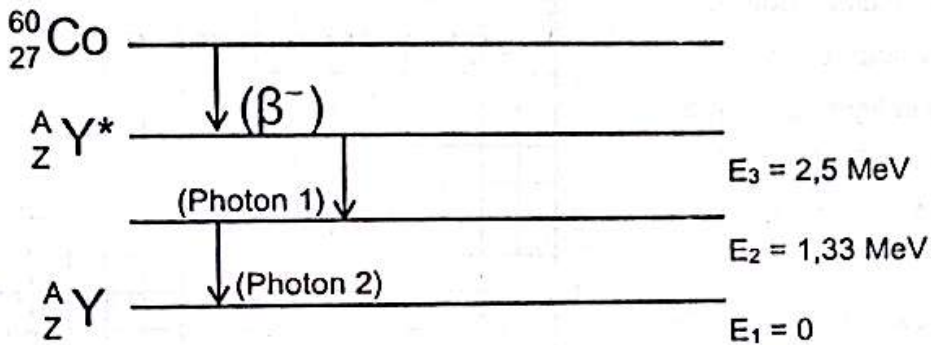 ⁶⁰₂₇Co
(β⁻)
ᴬ_Z Y*
E₃ = 2,5 MeV
(Photon 1)
E₂ = 1,33 MeV
(Photon 2)
ᴬ_Z Y
E₁ = 0